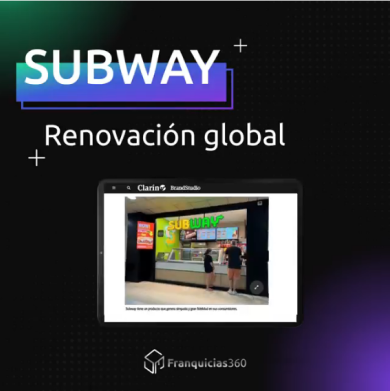 SUBWAY
Renovación global
Clarín BrandStudio
SUBWAY
Franquicias360